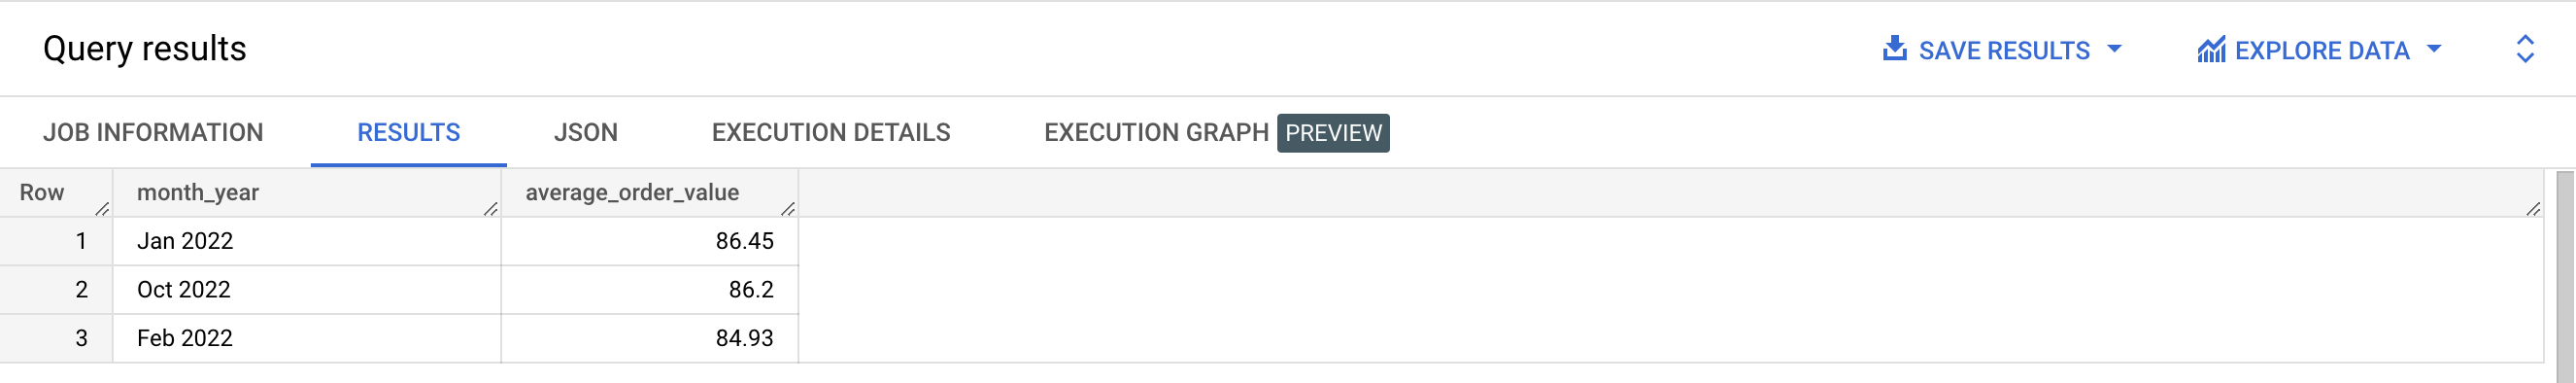 Query results SAVE RESULTS EXPLORE DATA
JOB INFORMATION RESULTS JSON EXECUTION DETAILS EXECUTION GRAPH PREVIEW
Row month_year average_order_value
1 Jan 2022 86.45
2 Oct 2022 86.2
3 Feb 2022 84.93